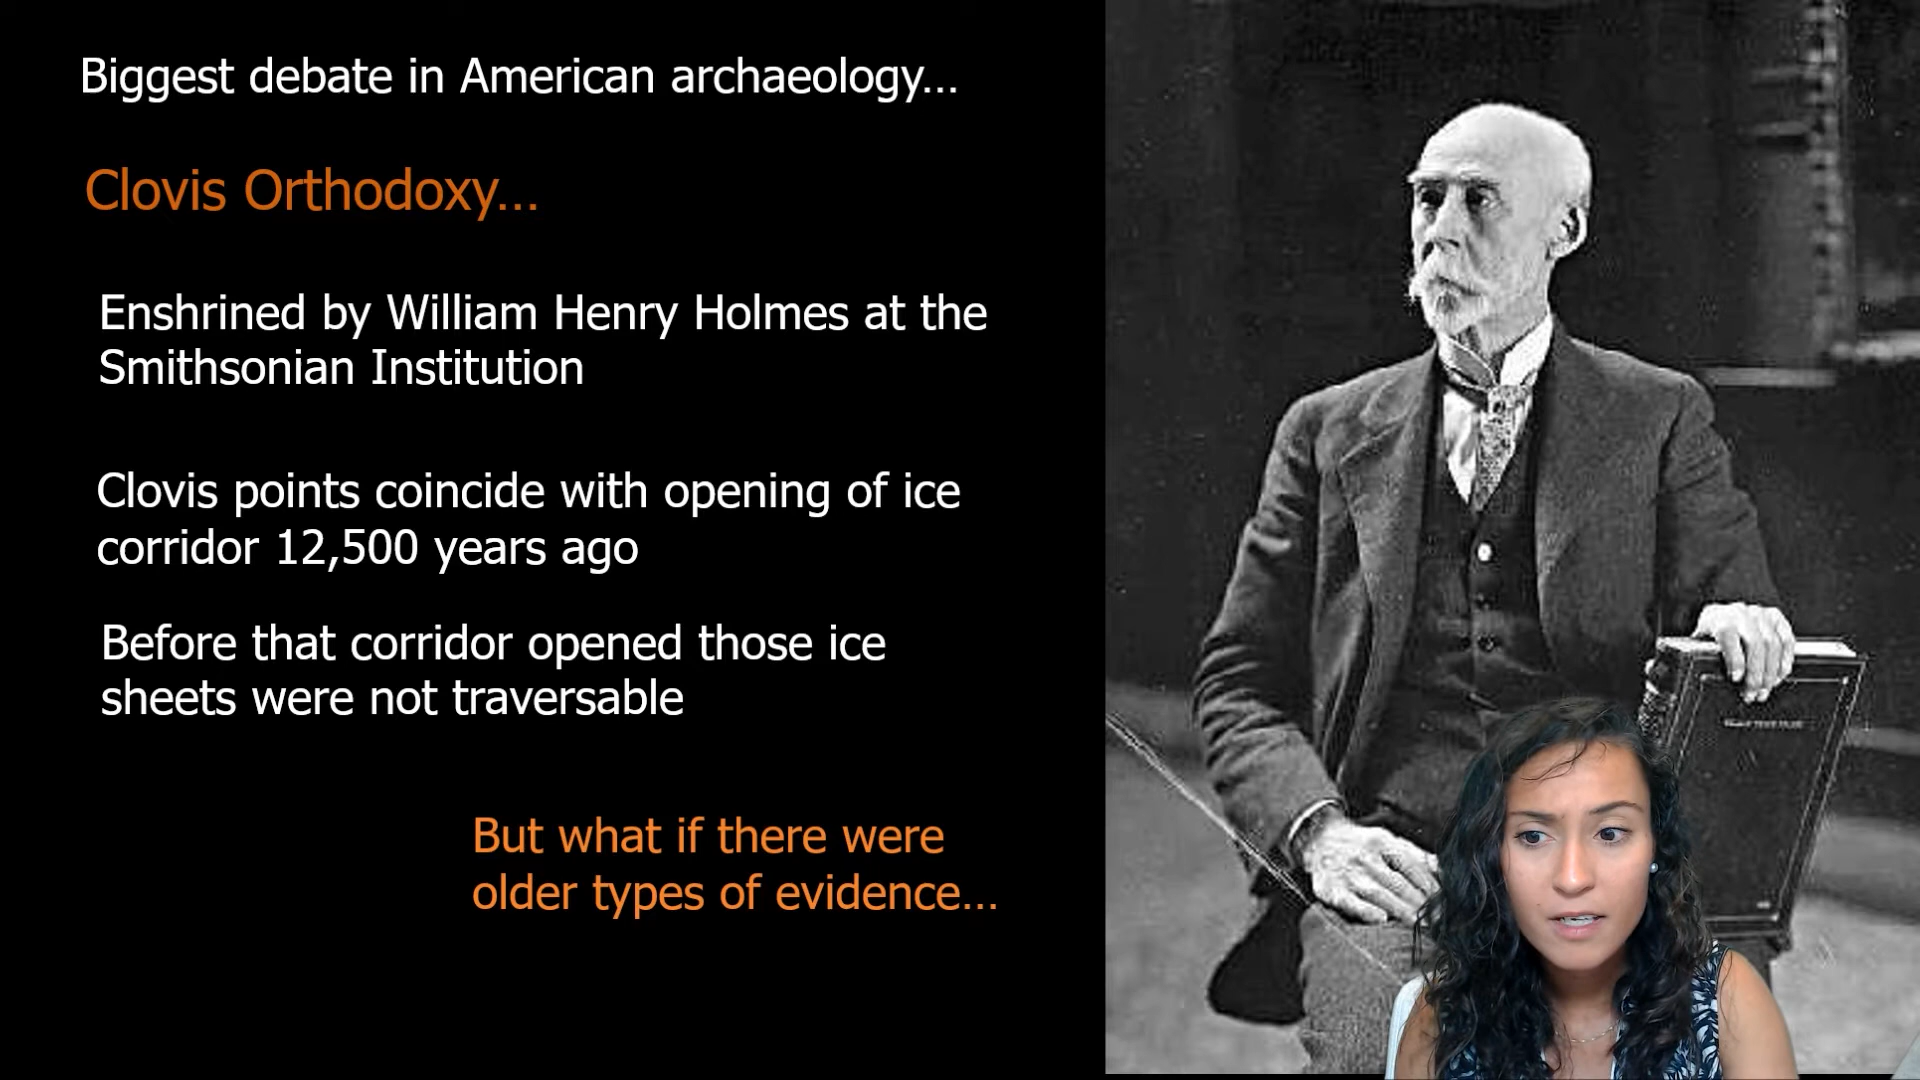 Biggest debate in American archaeology...
Clovis Orthodoxy...
Enshrined by William Henry Holmes at the
Smithsonian Institution
Clovis points coincide with opening of ice
corridor 12,500 years ago
Before that corridor opened those ice
sheets were not traversable
But what if there were
older types of evidence...